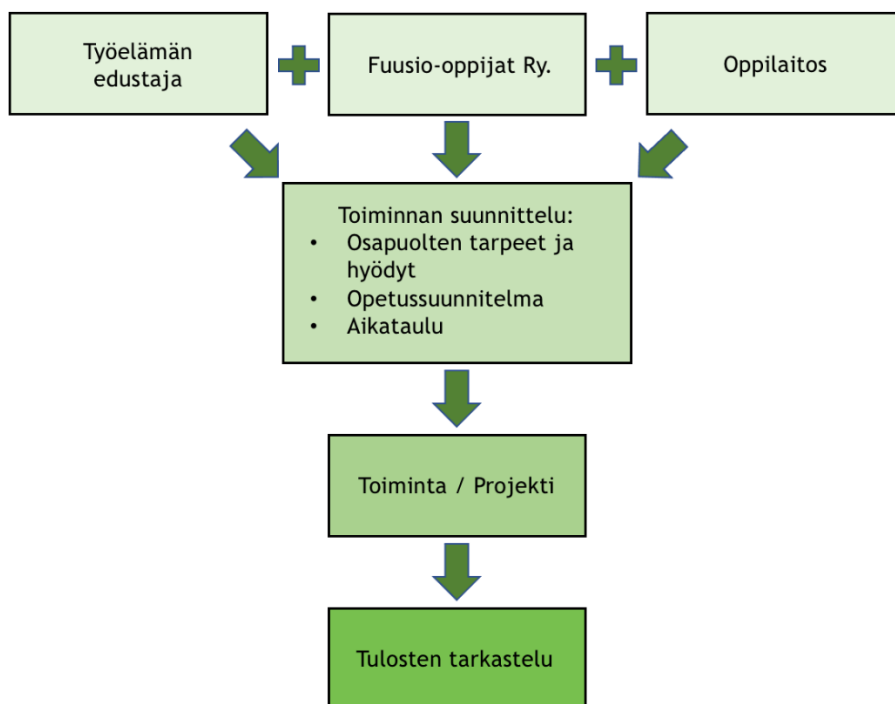 Työelämän
edustaja
Fuusio-oppijat Ry.
Oppilaitos
Toiminnan suunnittelu:
• Osapuolten tarpeet ja
hyödyt
• Opetussuunnitelma
• Aikataulu
Toiminta / Projekti
Tulosten tarkastelu